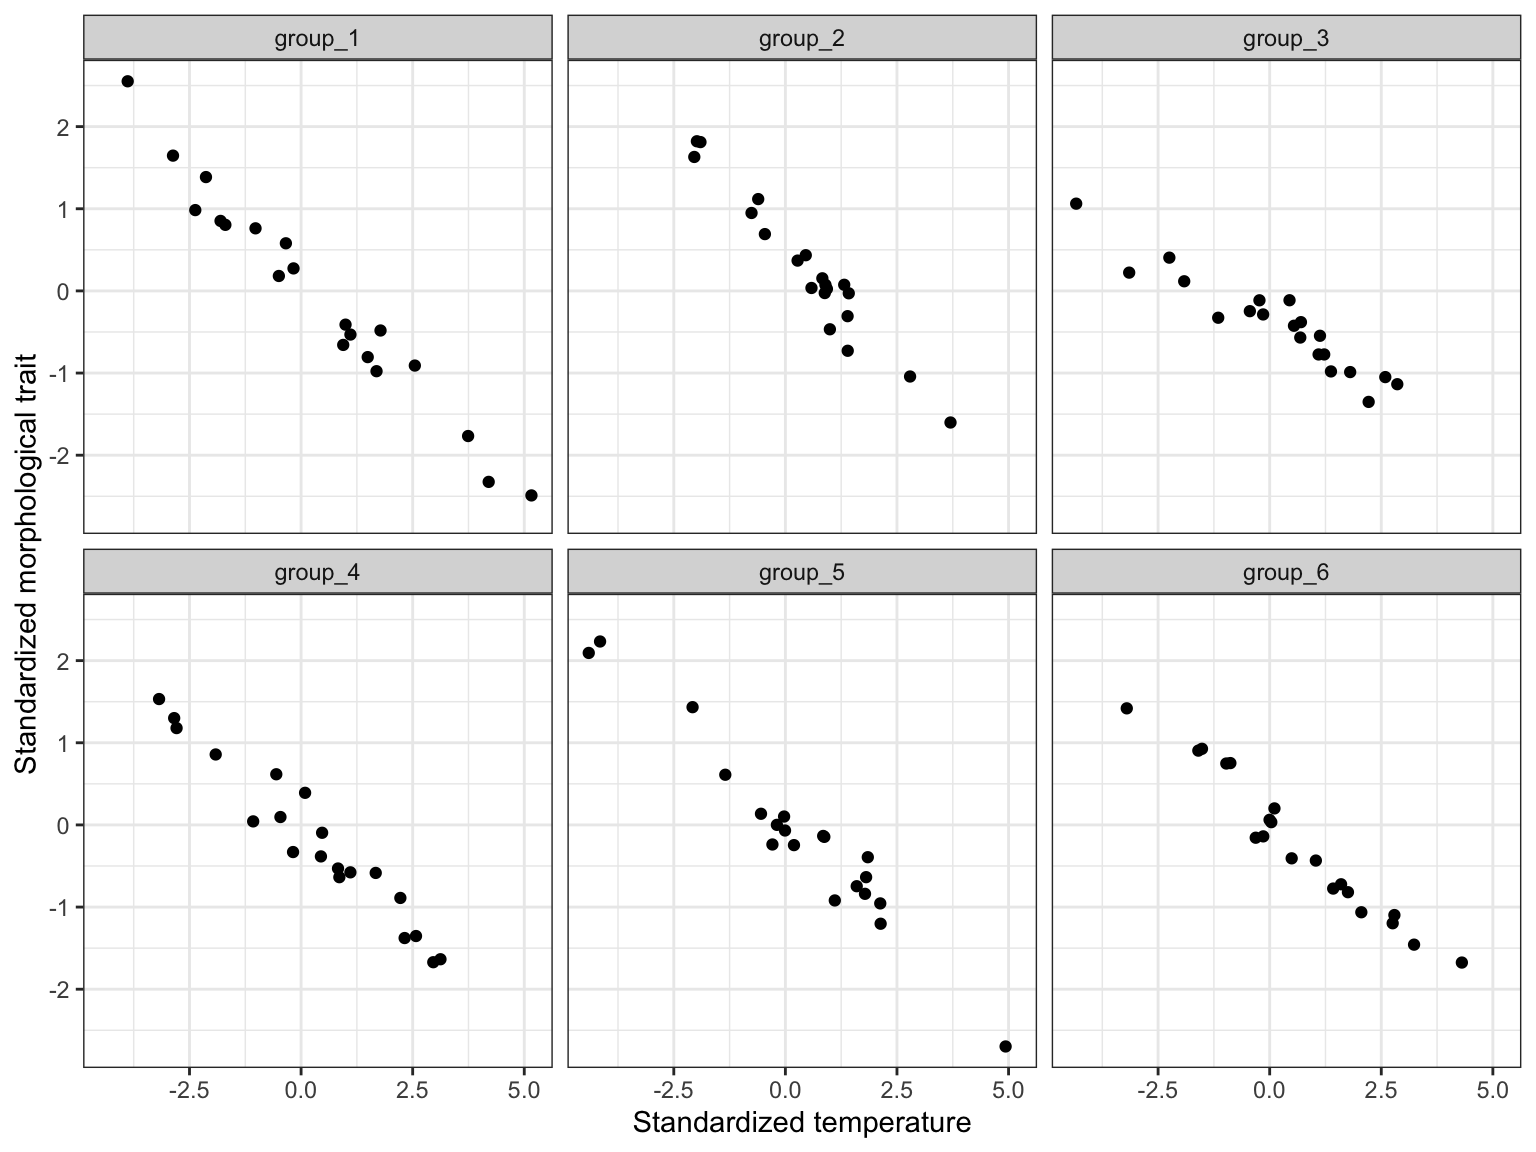 group_1
group_2
group_3
2
1
0
-1
-2
group_4
group_5
group_6
2
1
0
-1
-2
-2.5 0.0 2.5 5.0
-2.5 0.0 2.5 5.0
-2.5 0.0 2.5 5.0
Standardized temperature
Standardized morphological trait